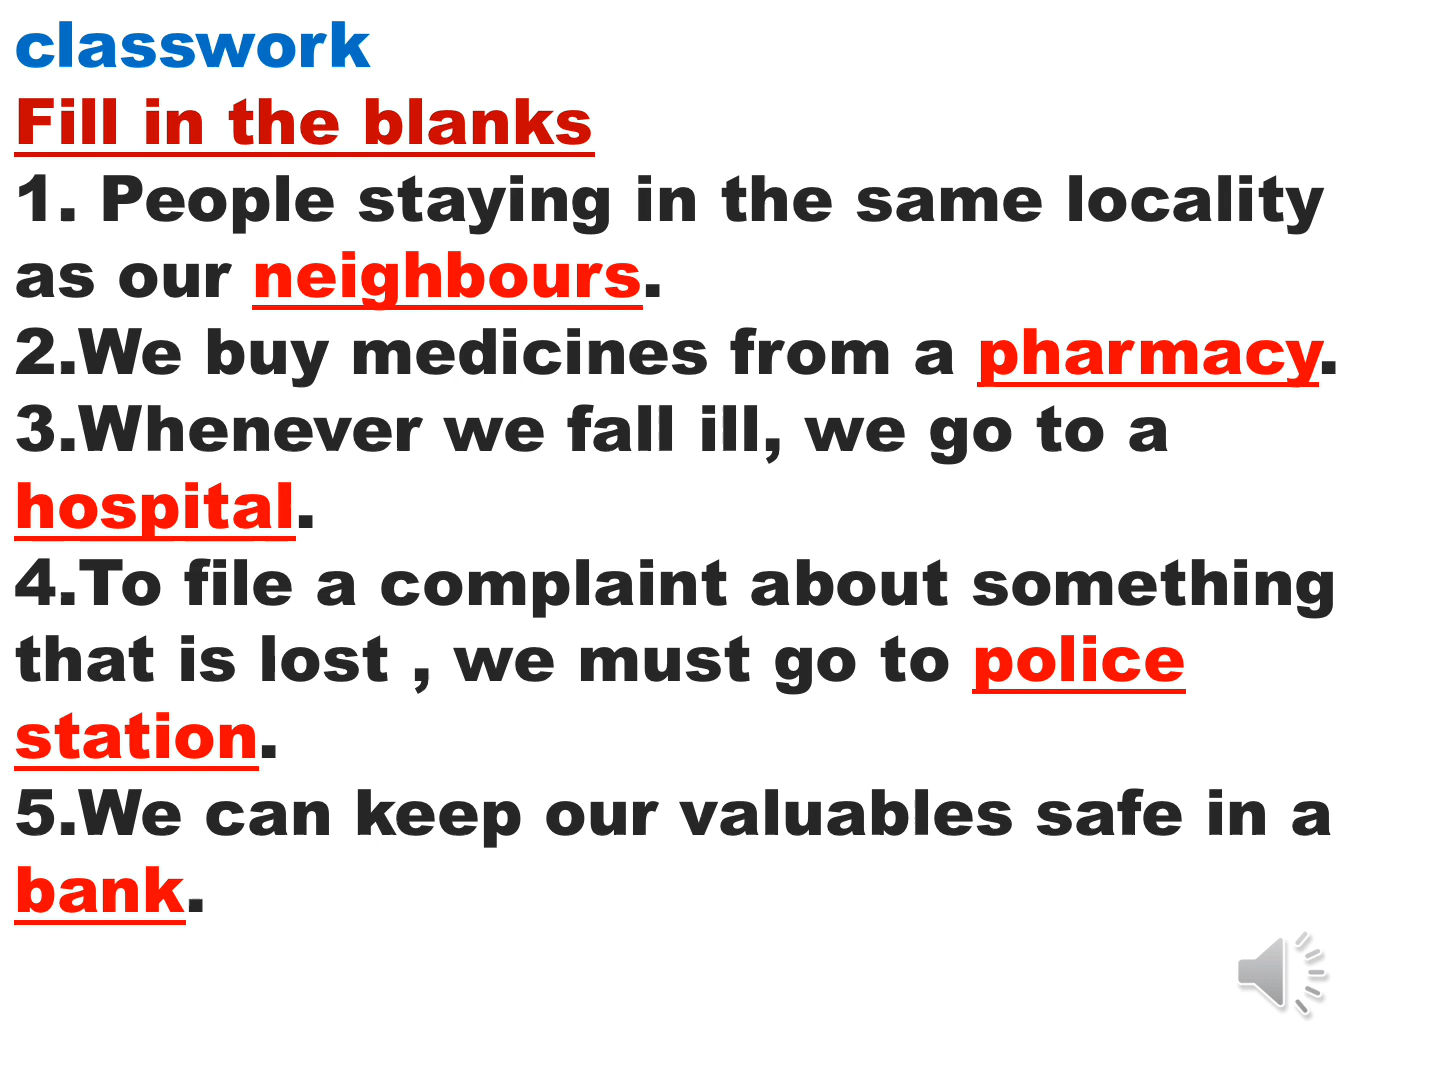 classwork
Fill in the blanks
1. People staying in the same locality
as our neighbours.
2.We buy medicines from a pharmacy.
3.Whenever we fall ill, we go to a
hospital.
4.To file a complaint about something
that is lost , we must go to police
station.
5.We can keep our valuables safe in a
bank.